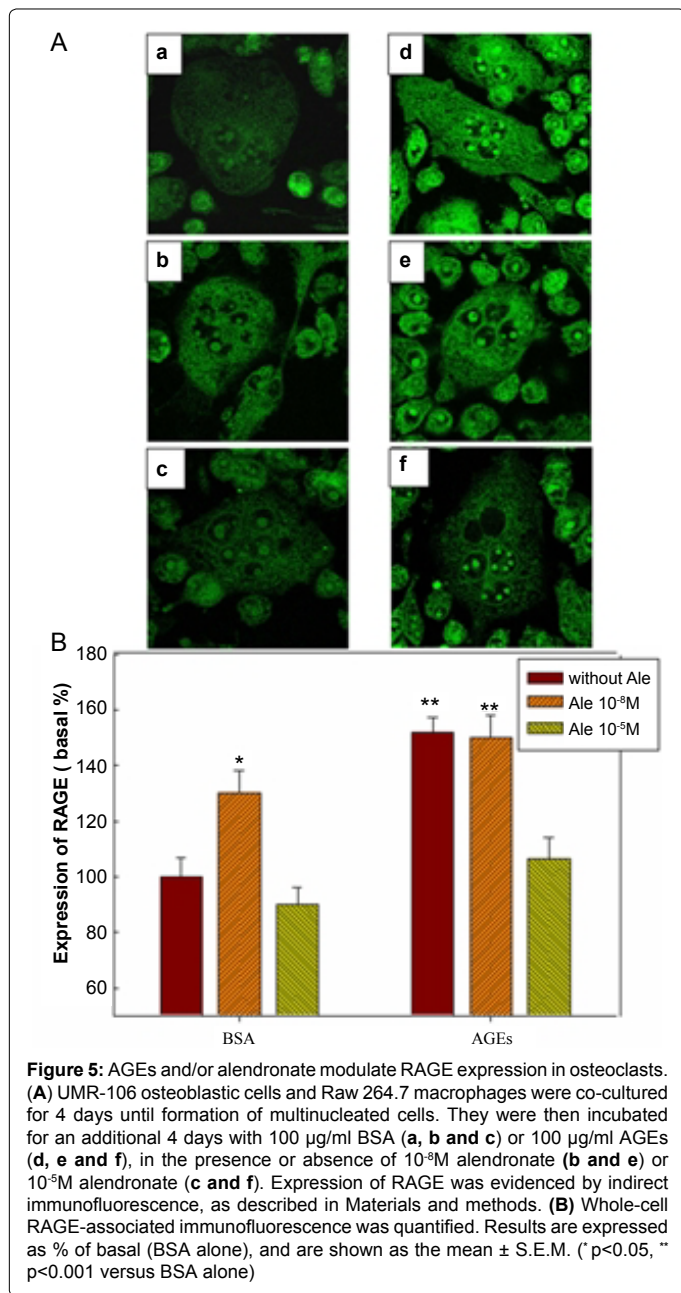 A
a
d
b
e
c
f
B
180
160
140
120
100
80
60
Expression of RAGE ( basal %)
without Ale
Ale 10⁻⁸M
Ale 10⁻⁵M
*
**
**
BSA
AGEs
Figure 5: AGEs and/or alendronate modulate RAGE expression in osteoclasts.
(A) UMR-106 osteoblastic cells and Raw 264.7 macrophages were co-cultured
for 4 days until formation of multinucleated cells. They were then incubated
for an additional 4 days with 100 µg/ml BSA (a, b and c) or 100 µg/ml AGEs
(d, e and f), in the presence or absence of 10⁻⁸M alendronate (b and e) or
10⁻⁵M alendronate (c and f). Expression of RAGE was evidenced by indirect
immunofluorescence, as described in Materials and methods. (B) Whole-cell
RAGE-associated immunofluorescence was quantified. Results are expressed
as % of basal (BSA alone), and are shown as the mean ± S.E.M. (* p<0.05, **
p<0.001 versus BSA alone)